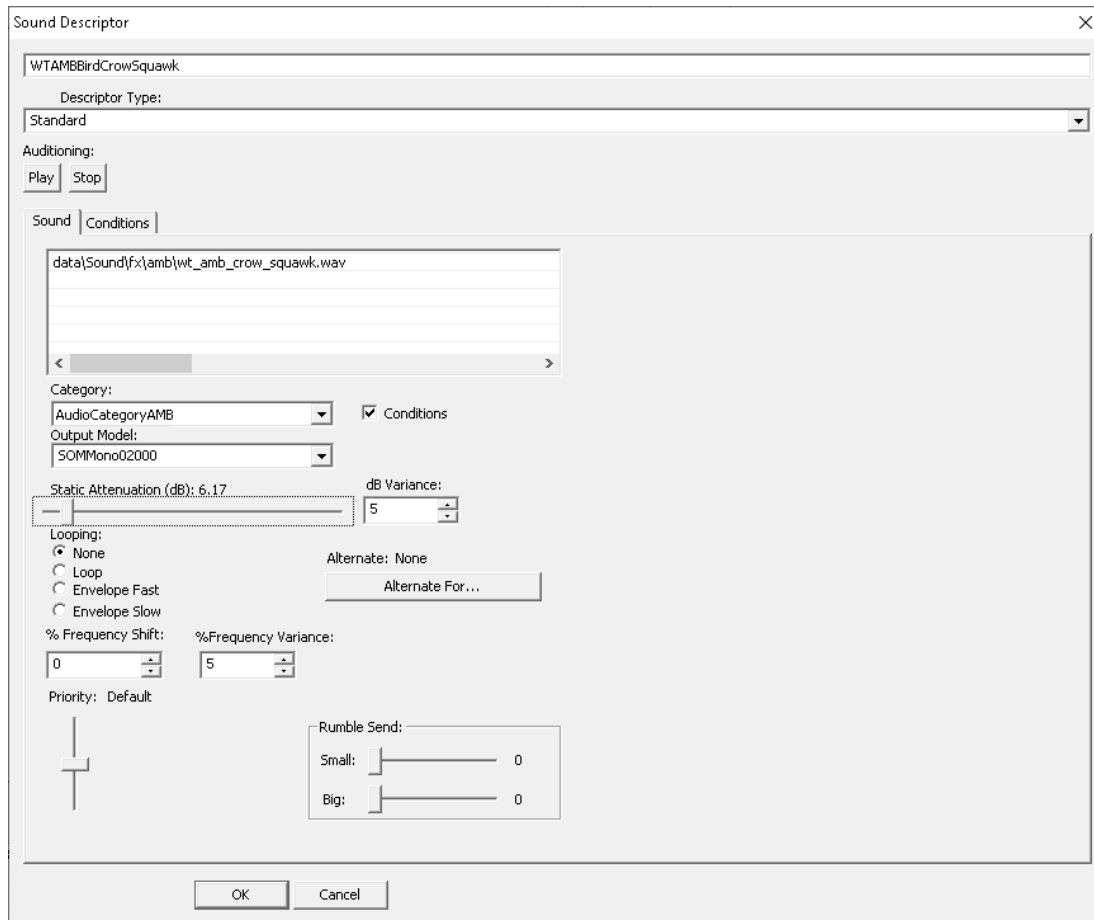 Sound Descriptor
WTAMBBirdCrowSquawk
Descriptor Type:
Standard
Auditioning:
Play Stop
Sound Conditions
data\Sound\fx\amb\wt_amb_crow_squawk.wav
Category:
AudioCategoryAMB Conditions
Output Model:
SOMMono02000
Static Attenuation (dB): 6.17 dB Variance:
5
Looping:
None
Loop
Envelope Fast
Envelope Slow
Alternate: None
Alternate For...
% Frequency Shift: %Frequency Variance:
0 5
Priority: Default
Rumble Send:
Small: 0
Big: 0
OK Cancel